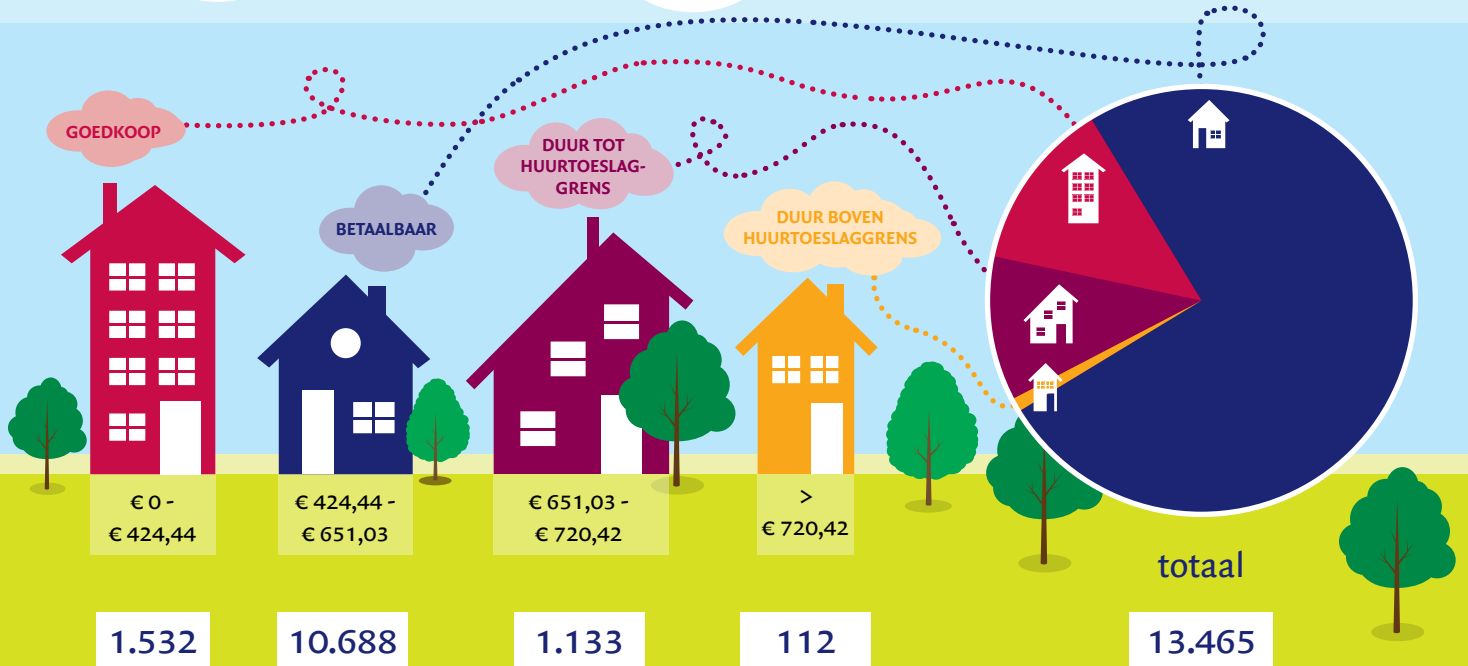 GOEDKOOP
BETAALBAAR
DUUR TOT
HUURTOESLAG-
GRENS
DUUR BOVEN
HUURTOESLAGGRENS
€ 0 -
€ 424,44
€ 424,44 -
€ 651,03
€ 651,03 -
€ 720,42
>
€ 720,42
totaal
1.532
10.688
1.133
112
13.465